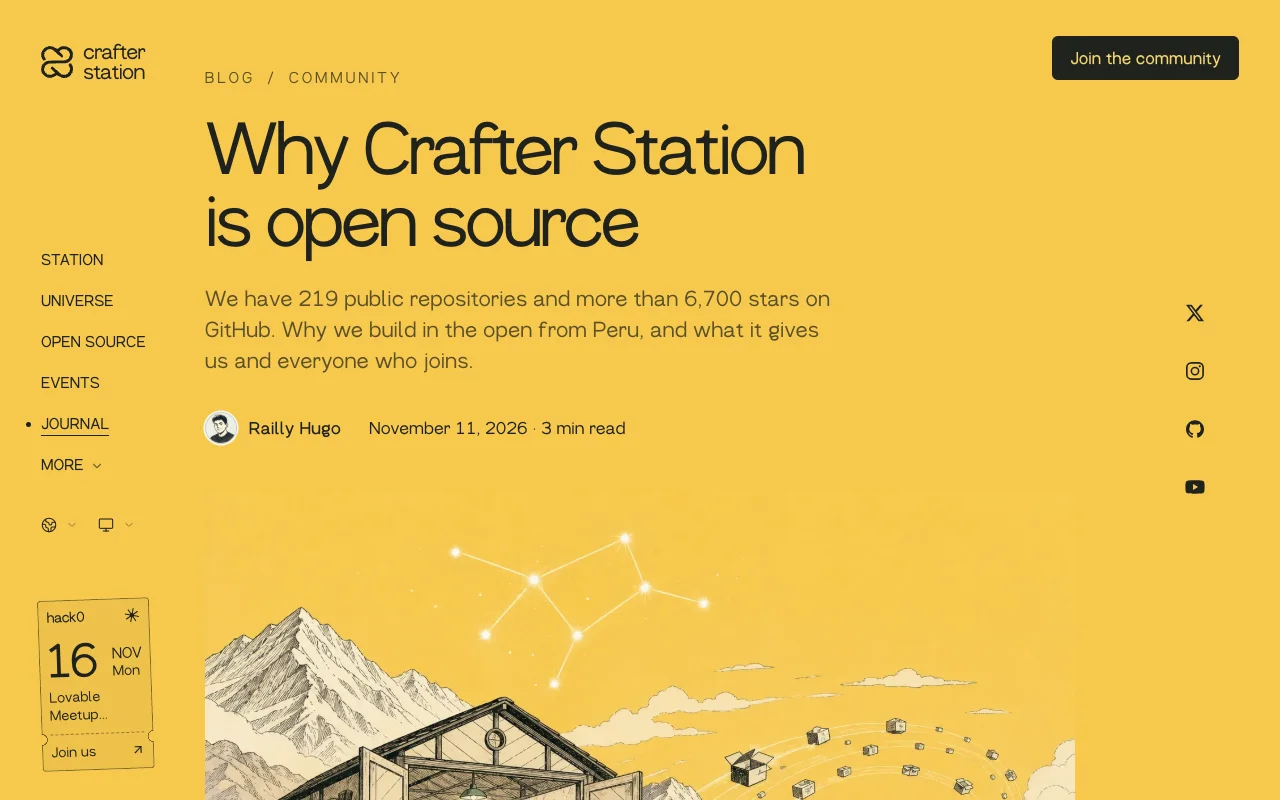 crafter
station
BLOG / COMMUNITY
Join the community
Why Crafter Station
is open source
We have 219 public repositories and more than 6,700 stars on
GitHub. Why we build in the open from Peru, and what it gives
us and everyone who joins.
Railly Hugo
November 11, 2026 · 3 min read
STATION
UNIVERSE
OPEN SOURCE
EVENTS
JOURNAL
MORE
hack0
16
NOV
Mon
Lovable
Meetup...
Join us